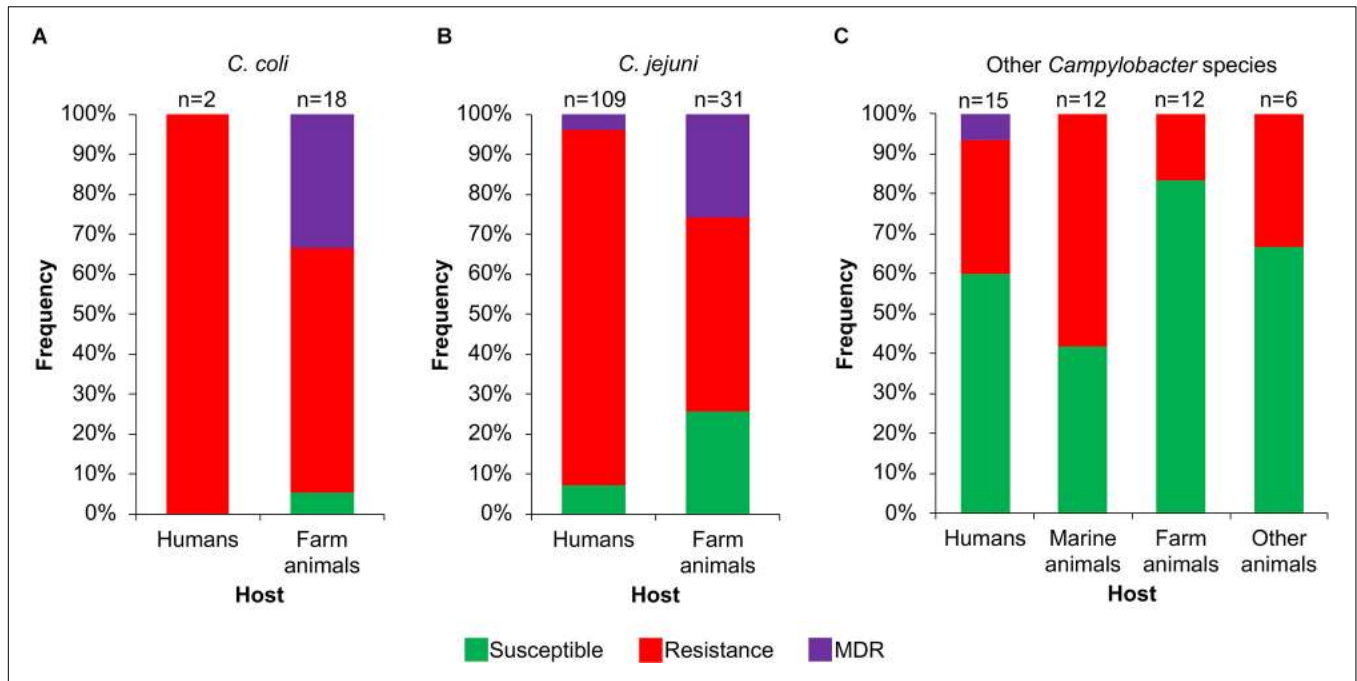 A
C. coli
n=2
n=18
100%
90%
80%
70%
60%
50%
40%
30%
20%
10%
0%
Frequency
Humans
Farm
animals
Host
B
C. jejuni
n=109
n=31
100%
90%
80%
70%
60%
50%
40%
30%
20%
10%
0%
Frequency
Humans
Farm
animals
Host
C
Other Campylobacter species
n=15
n=12
n=12
n=6
100%
90%
80%
70%
60%
50%
40%
30%
20%
10%
0%
Frequency
Humans
Marine
animals
Farm
animals
Other
animals
Host
Susceptible
Resistance
MDR